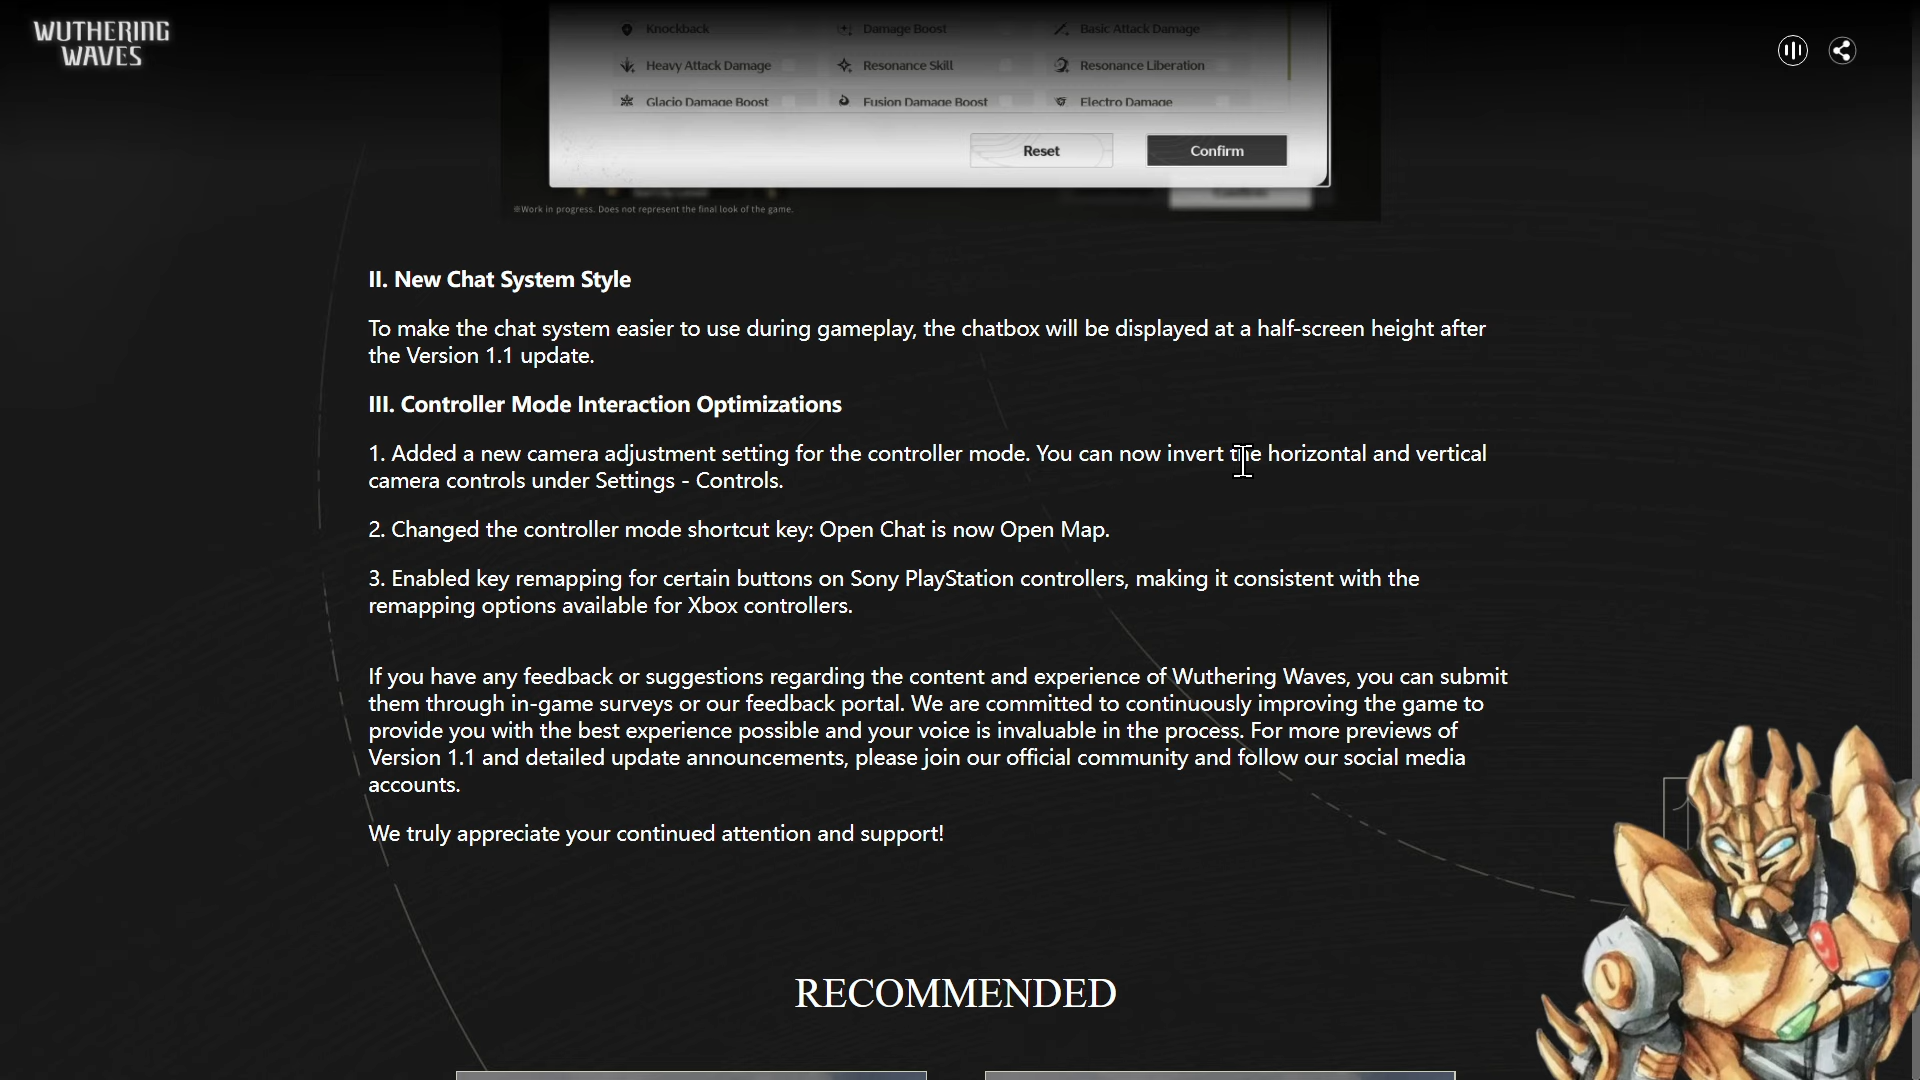 WUTHERING
WAVES
Knockback
Damage Boost
Basic Attack Damage
Heavy Attack Damage
Resonance Skill
Resonance Liberation
Glacio Damage Boost
Fusion Damage Boost
Electro Damage
Reset
Confirm
※Work in progress. Does not represent the final look of the game.
II. New Chat System Style
To make the chat system easier to use during gameplay, the chatbox will be displayed at a half-screen height after
the Version 1.1 update.
III. Controller Mode Interaction Optimizations
1. Added a new camera adjustment setting for the controller mode. You can now invert the horizontal and vertical
camera controls under Settings - Controls.
2. Changed the controller mode shortcut key: Open Chat is now Open Map.
3. Enabled key remapping for certain buttons on Sony PlayStation controllers, making it consistent with the
remapping options available for Xbox controllers.
If you have any feedback or suggestions regarding the content and experience of Wuthering Waves, you can submit
them through in-game surveys or our feedback portal. We are committed to continuously improving the game to
provide you with the best experience possible and your voice is invaluable in the process. For more previews of
Version 1.1 and detailed update announcements, please join our official community and follow our social media
accounts.
We truly appreciate your continued attention and support!
RECOMMENDED